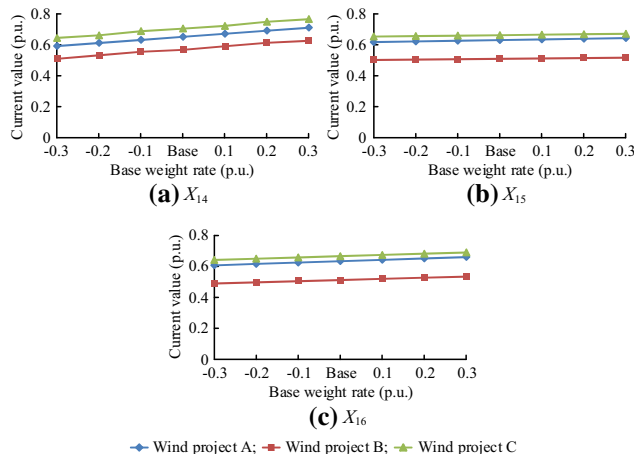 Current value (p.u.)
0.8
0.6
0.4
0.2
0
-0.3 -0.2 -0.1 Base 0.1 0.2 0.3
Base weight rate (p.u.)
(a) X14
Current value (p.u.)
0.8
0.6
0.4
0.2
0
-0.3 -0.2 -0.1 Base 0.1 0.2 0.3
Base weight rate (p.u.)
(b) X15
Current value (p.u.)
0.8
0.6
0.4
0.2
0
-0.3 -0.2 -0.1 Base 0.1 0.2 0.3
Base weight rate (p.u.)
(c) X16
Wind project A; Wind project B; Wind project C